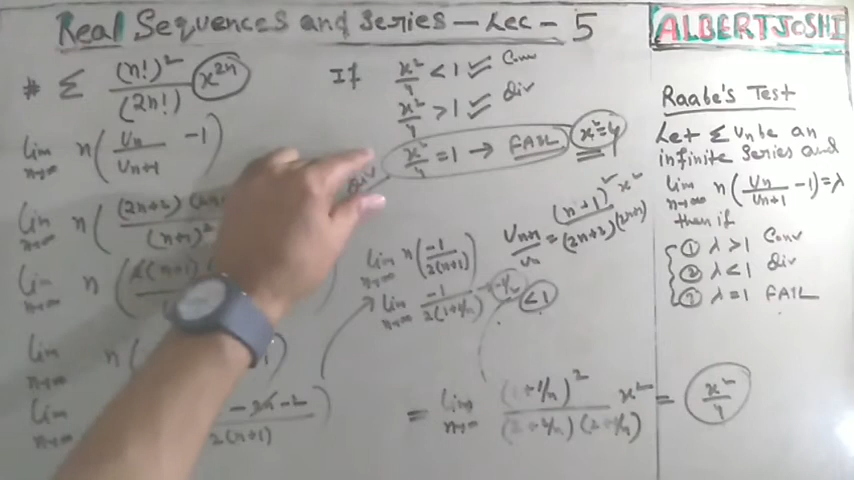 Real Sequences and Series — Lec - 5
ALBERTJOSHI
# Σ (n!)² / (2n!) x²ⁿ
lim n→∞ n( Un / Un+1 - 1)
lim n→∞ n( (2n+2)
lim n→∞ n
lim n→∞ n(
lim n→∞ - 2n - 2 / 2(n+1) )
If x²/4 < 1 Conv
x²/4 > 1 div
x²/4 = 1 → FAIL x²=4
div
lim n→∞ n( -1 / 2(n+1) )
lim n→∞ -1 / 2(1+1/n) < 1
Un+1 / Un = (n+1)² x² / (2n+2)(2n+1)
= lim n→∞ (1+1/n)² / (2+2/n)(2+1/n) x² = x²/4
Raabe's Test
Let Σ Un be an
infinite series and
lim n→∞ n( Un / Un+1 - 1) = λ
then if
① λ > 1 Conv
② λ < 1 div
③ λ = 1 FAIL